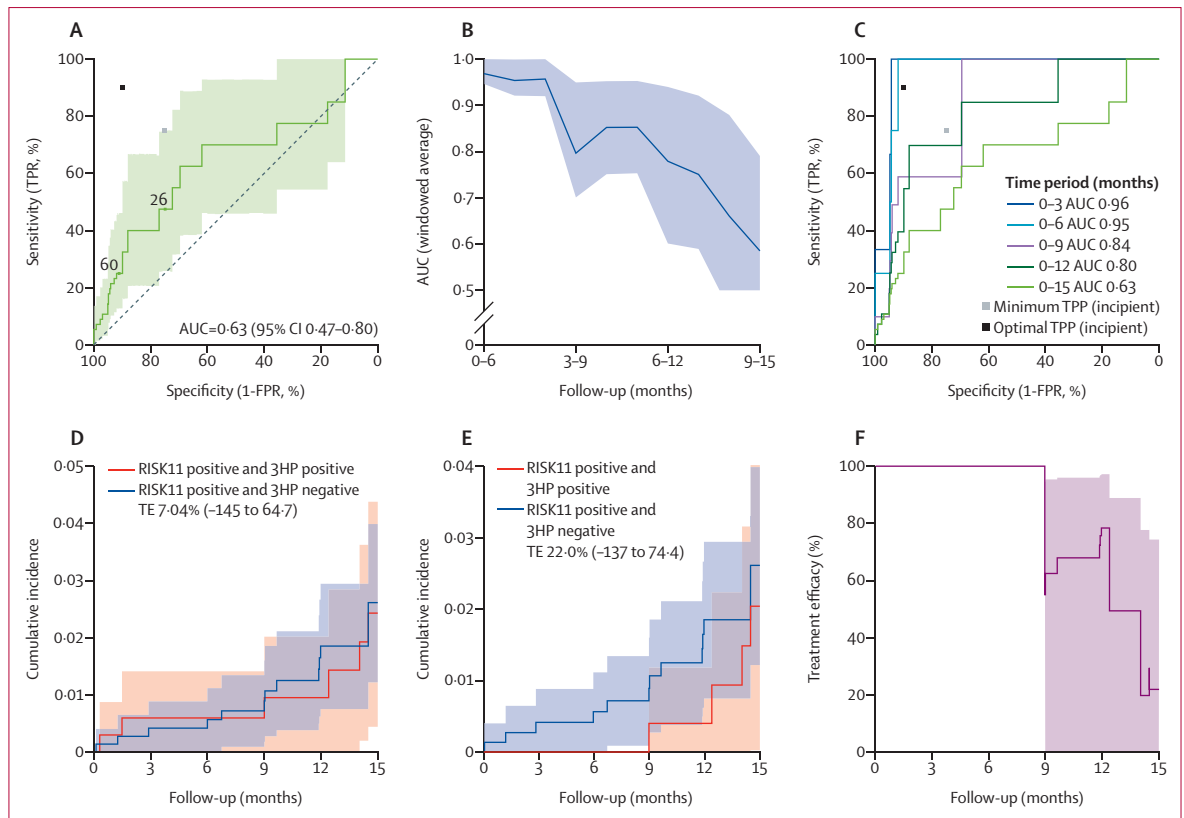 A
100
80
60
40
20
0
Sensitivity (TPR, %)
26
60
AUC=0·63 (95% CI 0·47–0·80)
100 80 60 40 20 0
Specificity (1-FPR, %)
B
1·0
0·9
0·8
0·7
0·6
0·5
0
AUC (windowed average)
0–6 3–9 6–12 9–15
Follow-up (months)
C
100
80
60
40
20
0
Sensitivity (TPR, %)
Time period (months)
0–3 AUC 0·96
0–6 AUC 0·95
0–9 AUC 0·84
0–12 AUC 0·80
0–15 AUC 0·63
Minimum TPP (incipient)
Optimal TPP (incipient)
100 80 60 40 20 0
Specificity (1-FPR, %)
D
0·05
0·04
0·03
0·02
0·01
0
Cumulative incidence
RISK11 positive and 3HP positive
RISK11 positive and 3HP negative
TE 7·04% (–145 to 64·7)
0 3 6 9 12 15
Follow-up (months)
E
0·04
0·03
0·02
0·01
0
Cumulative incidence
RISK11 positive and
3HP positive
RISK11 positive and
3HP negative
TE 22·0% (–137 to 74·4)
0 3 6 9 12 15
Follow-up (months)
F
100
80
60
40
20
0
Treatment efficacy (%)
0 3 6 9 12 15
Follow-up (months)